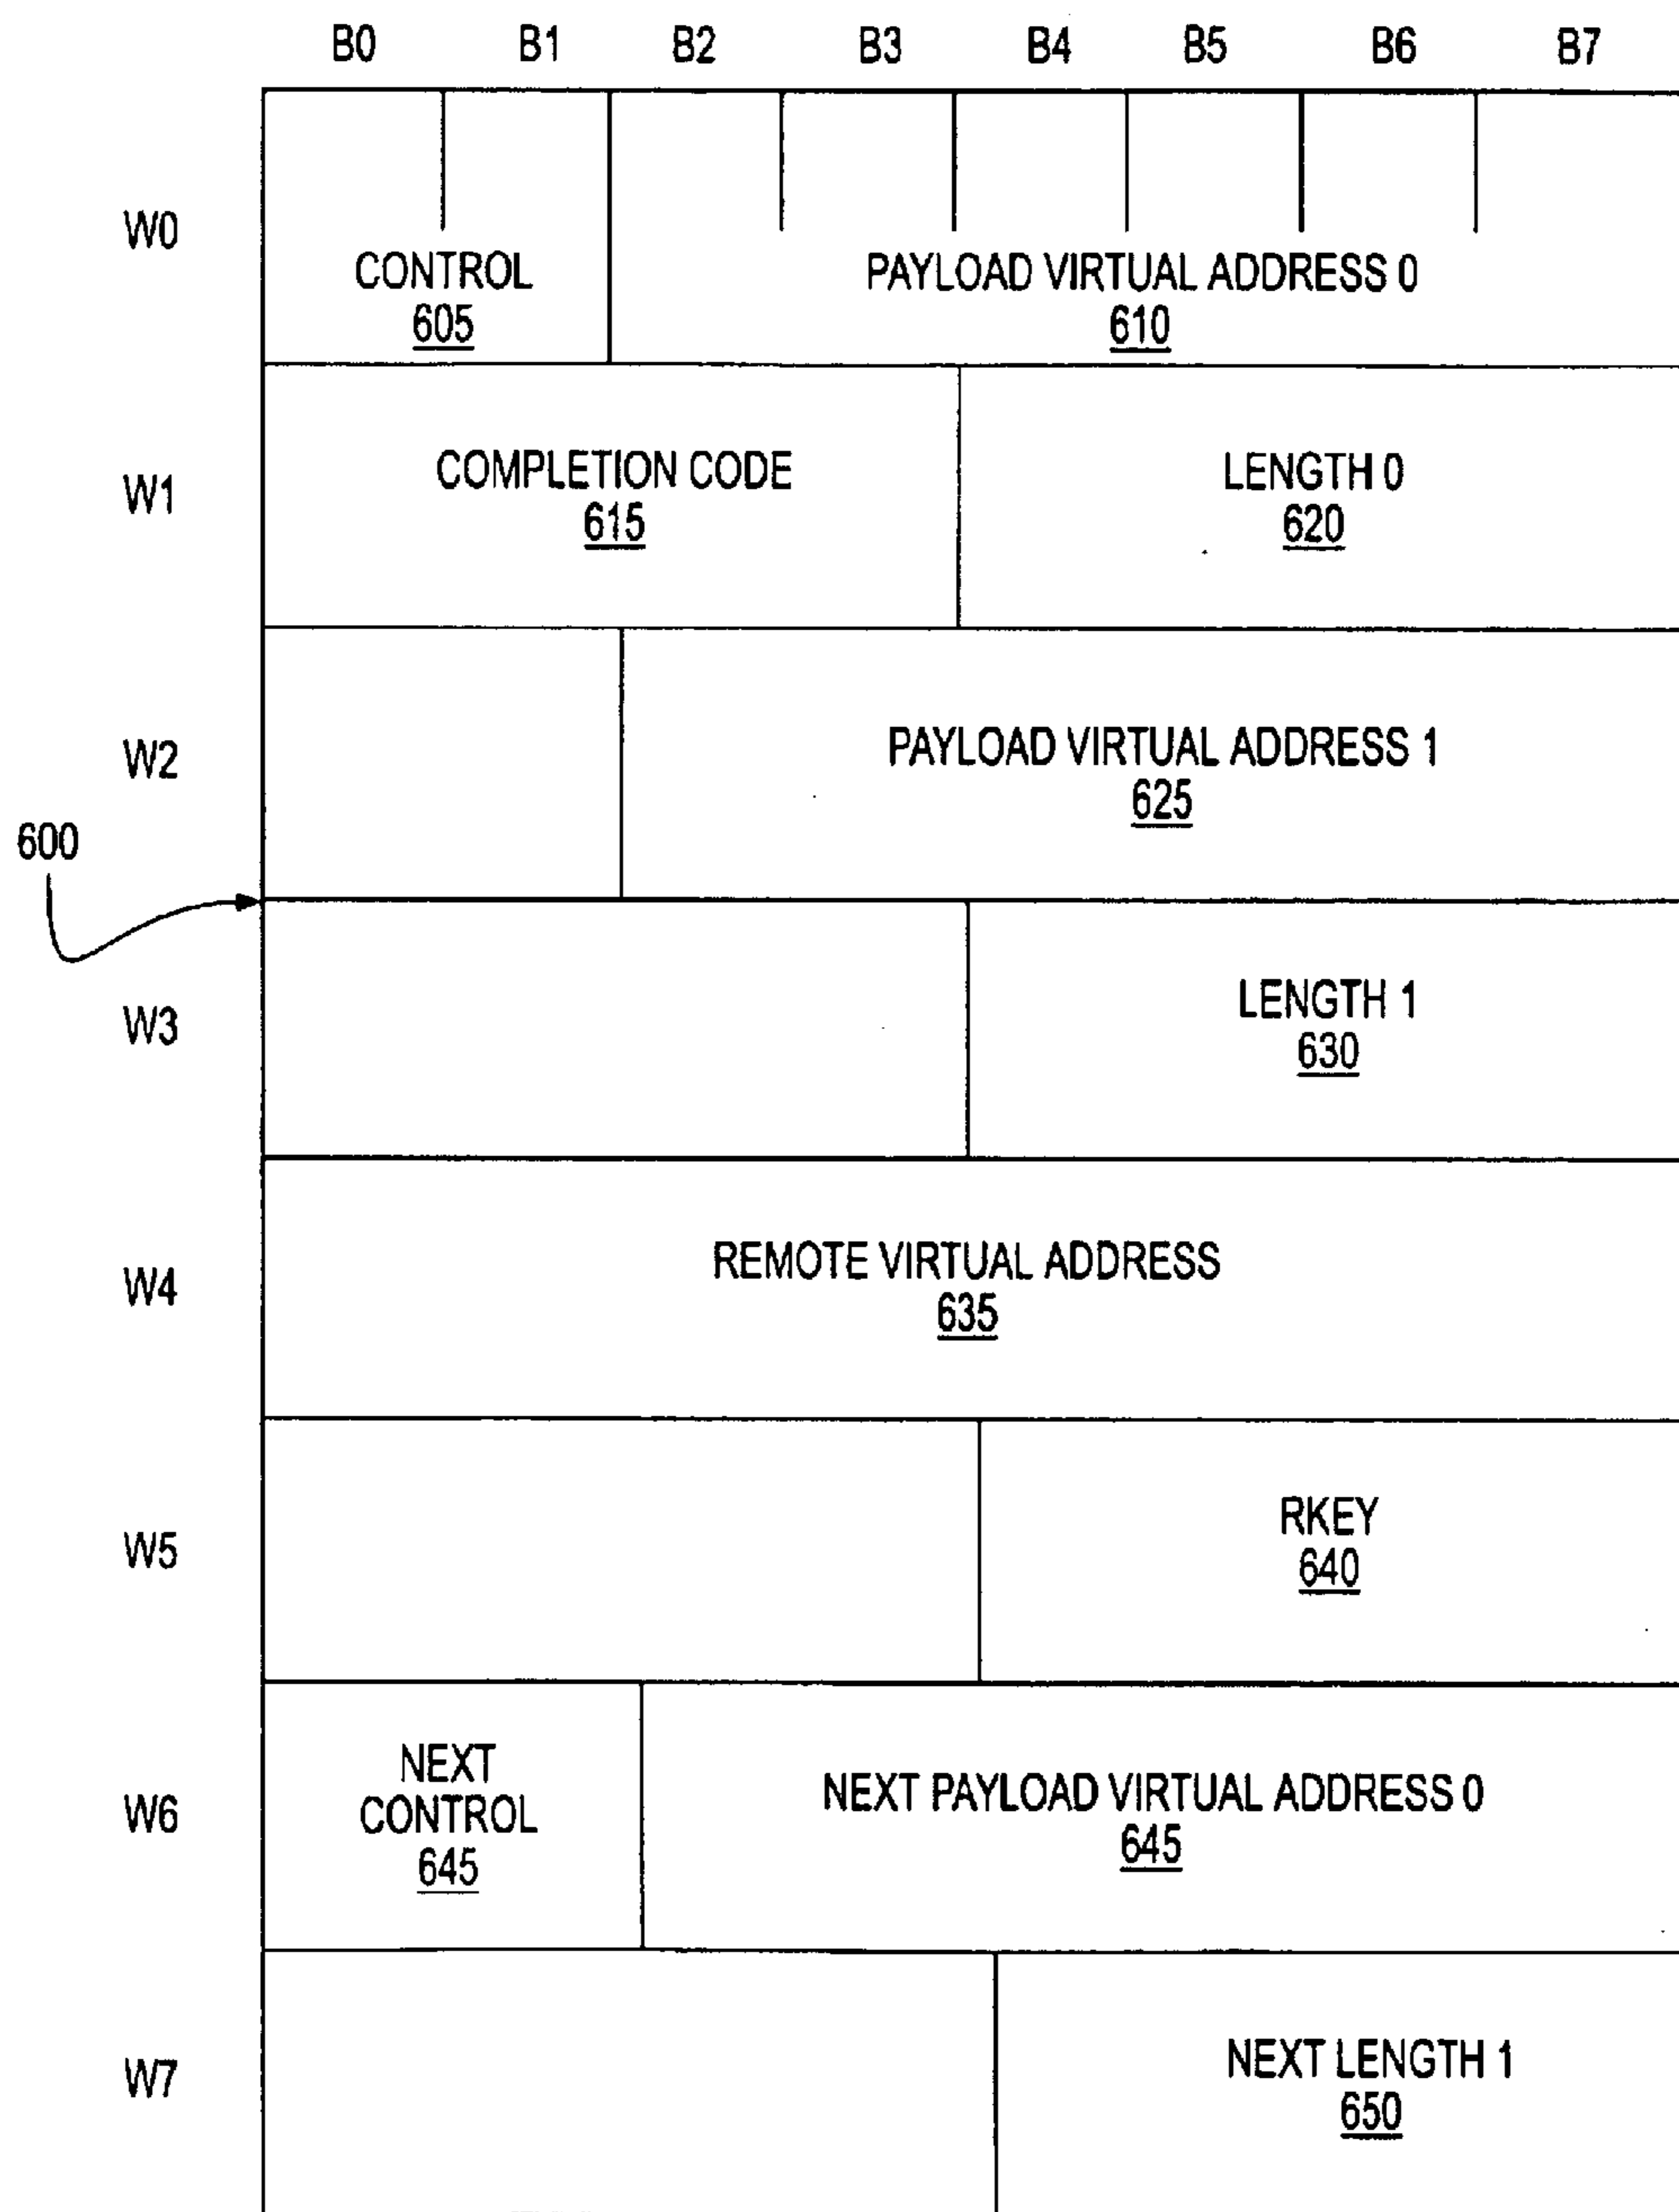 B0 B1 B2 B3 B4 B5 B6 B7
W0
CONTROL
605
PAYLOAD VIRTUAL ADDRESS 0
610
W1
COMPLETION CODE
615
LENGTH 0
620
W2
PAYLOAD VIRTUAL ADDRESS 1
625
600
W3
LENGTH 1
630
W4
REMOTE VIRTUAL ADDRESS
635
W5
RKEY
640
W6
NEXT
CONTROL
645
NEXT PAYLOAD VIRTUAL ADDRESS 0
645
W7
NEXT LENGTH 1
650